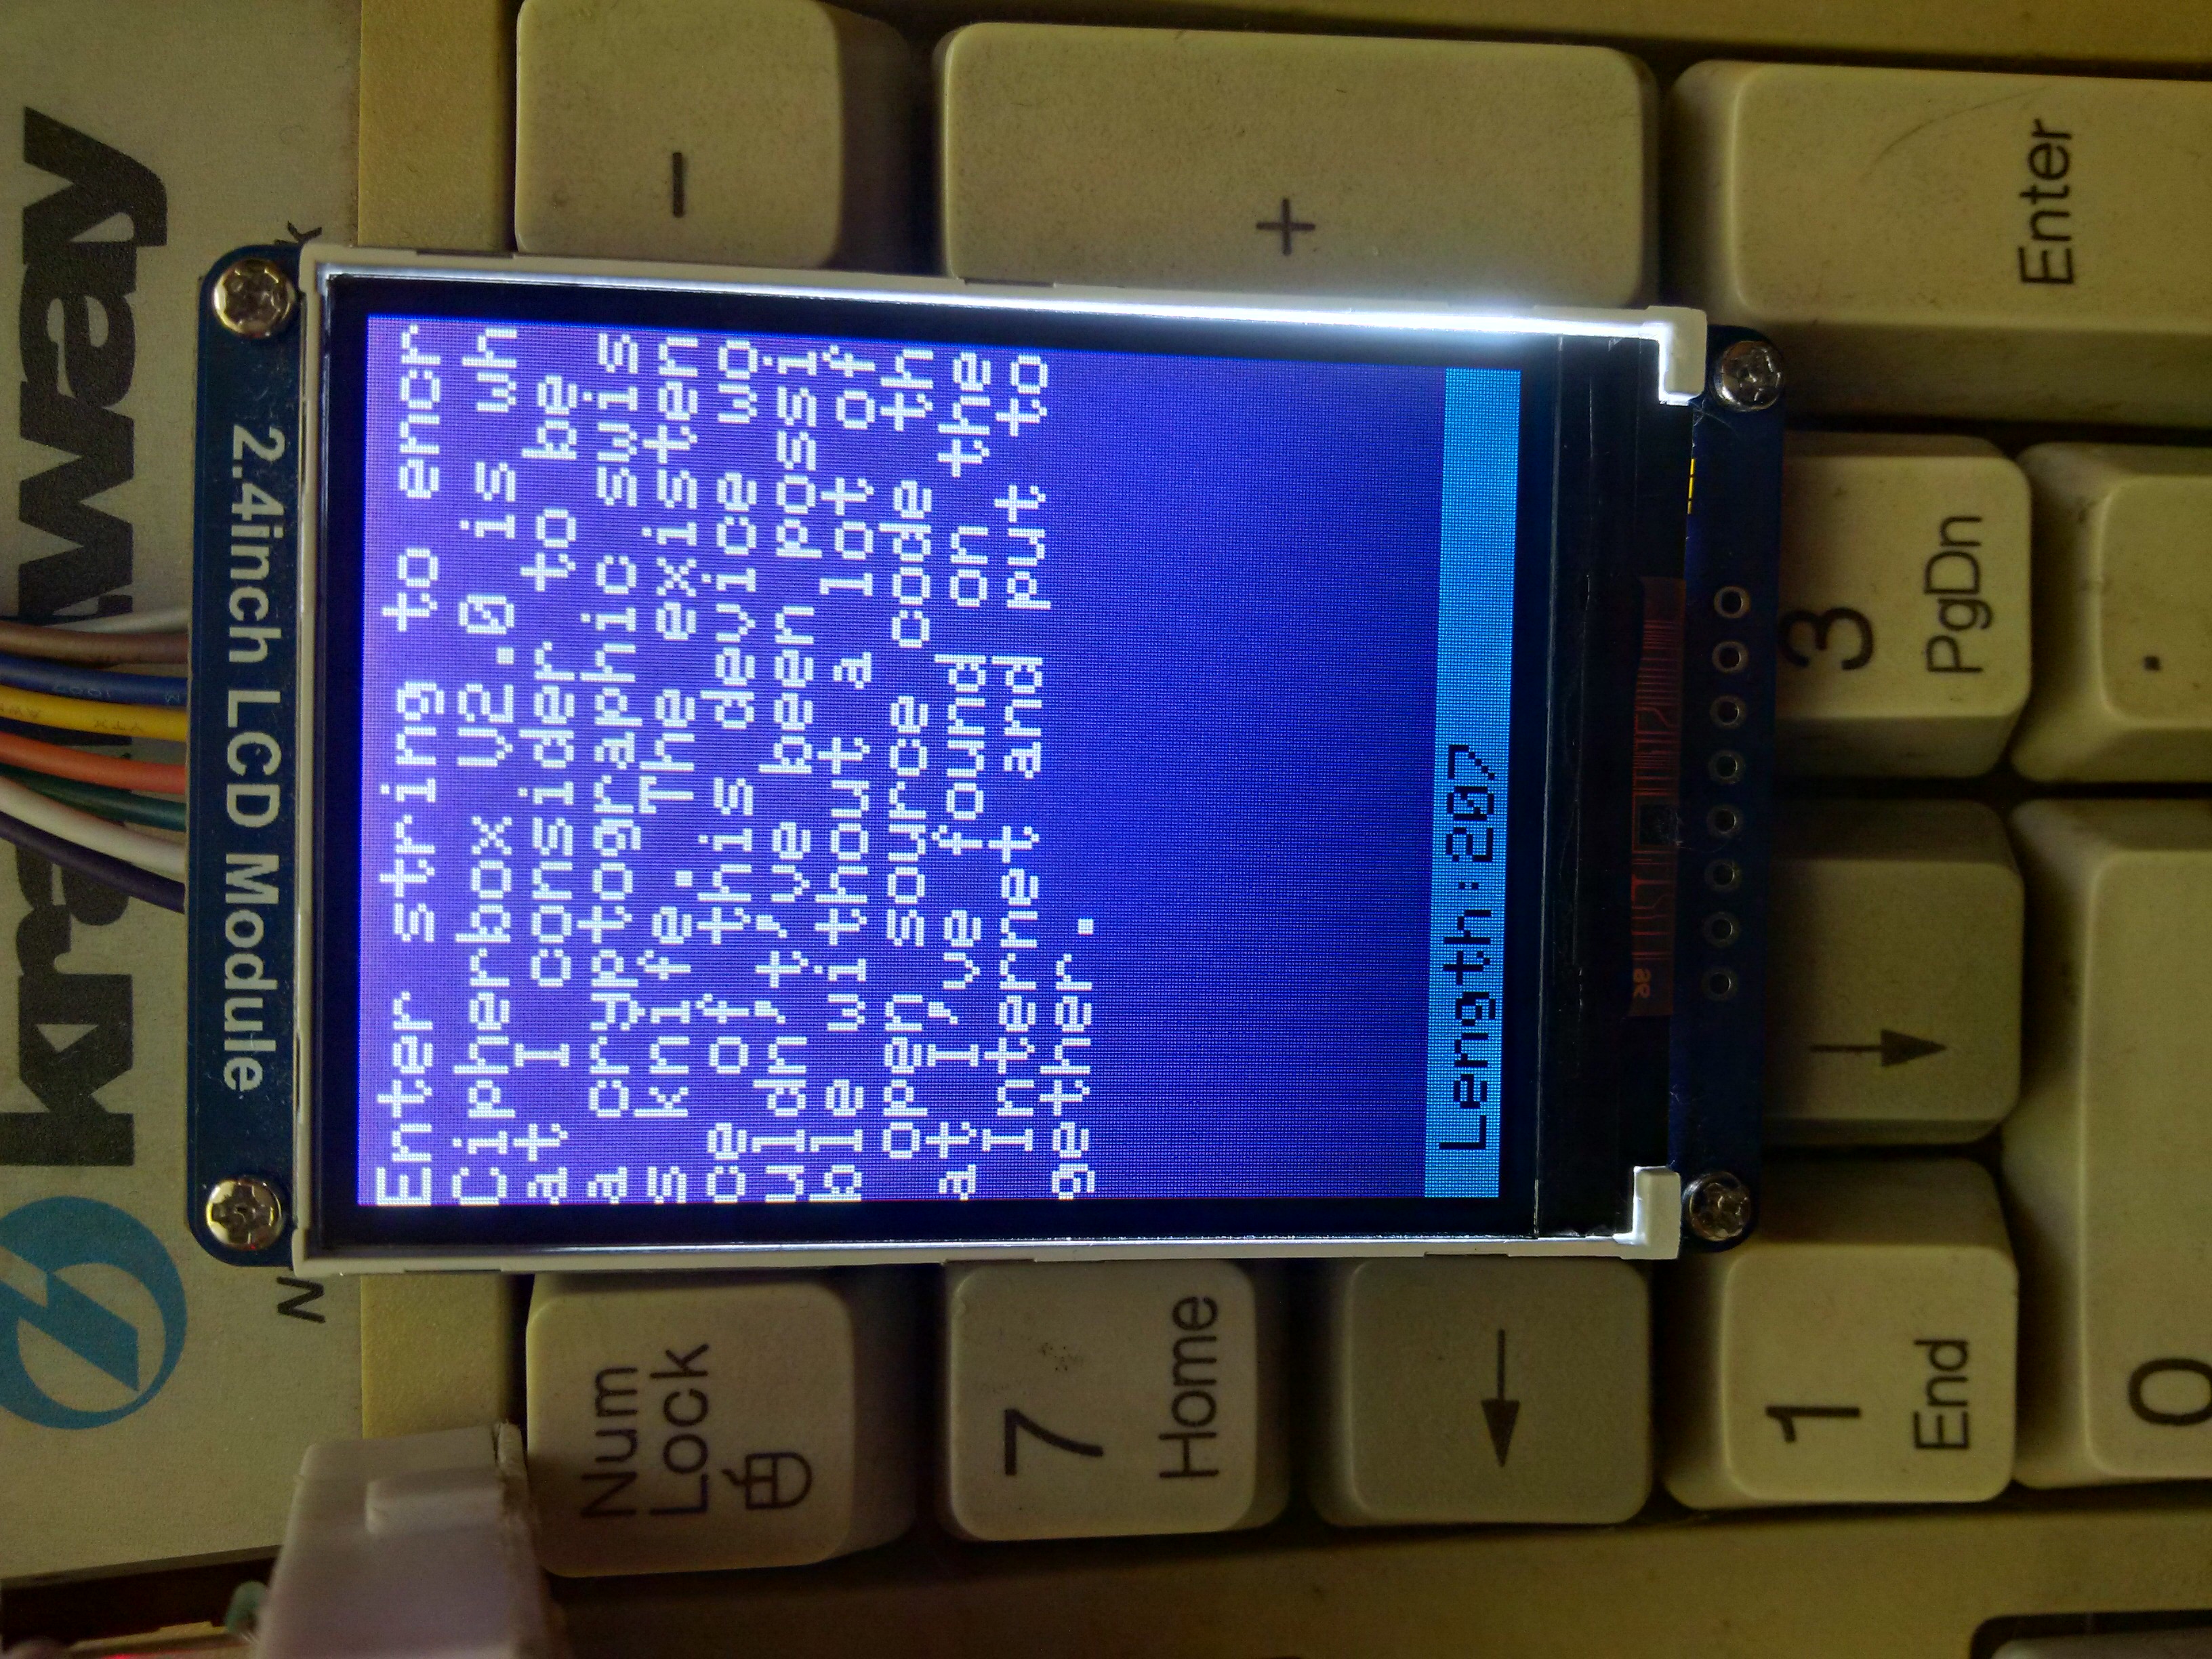 kraftway
2.4inch LCD Module
Enter string to encr
Cipherbox V2.0 is wh
at I consider to be
a cryptographic swis
s knife. The existen
ce of this device wo
uldn't've been possi
ble without a lot of
 open source code th
at I've found on the
 Internet and put to
gether.
Length:207
96
Num
Lock
-
7
Home
+
←
1
End
↓
3
PgDn
Enter
0
.